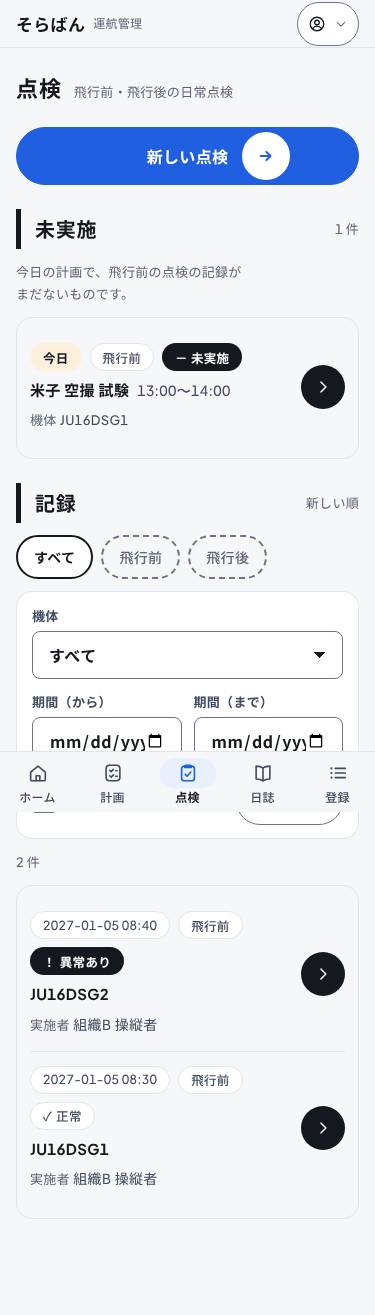 そらばん 運航管理
点検 飛行前・飛行後の日常点検
新しい点検
未実施 1 件
今日の計画で、飛行前の点検の記録が
まだないものです。
今日 飛行前 － 未実施
米子 空撮 試験 13:00〜14:00
機体 JU16DSG1
記録 新しい順
すべて 飛行前 飛行後
機体
すべて
期間（から） 期間（まで）
mm/dd/yyy mm/dd/yyy
ホーム 計画 点検 日誌 登録
2 件
2027-01-05 08:40 飛行前
！ 異常あり
JU16DSG2
実施者 組織B 操縦者
2027-01-05 08:30 飛行前
✓ 正常
JU16DSG1
実施者 組織B 操縦者